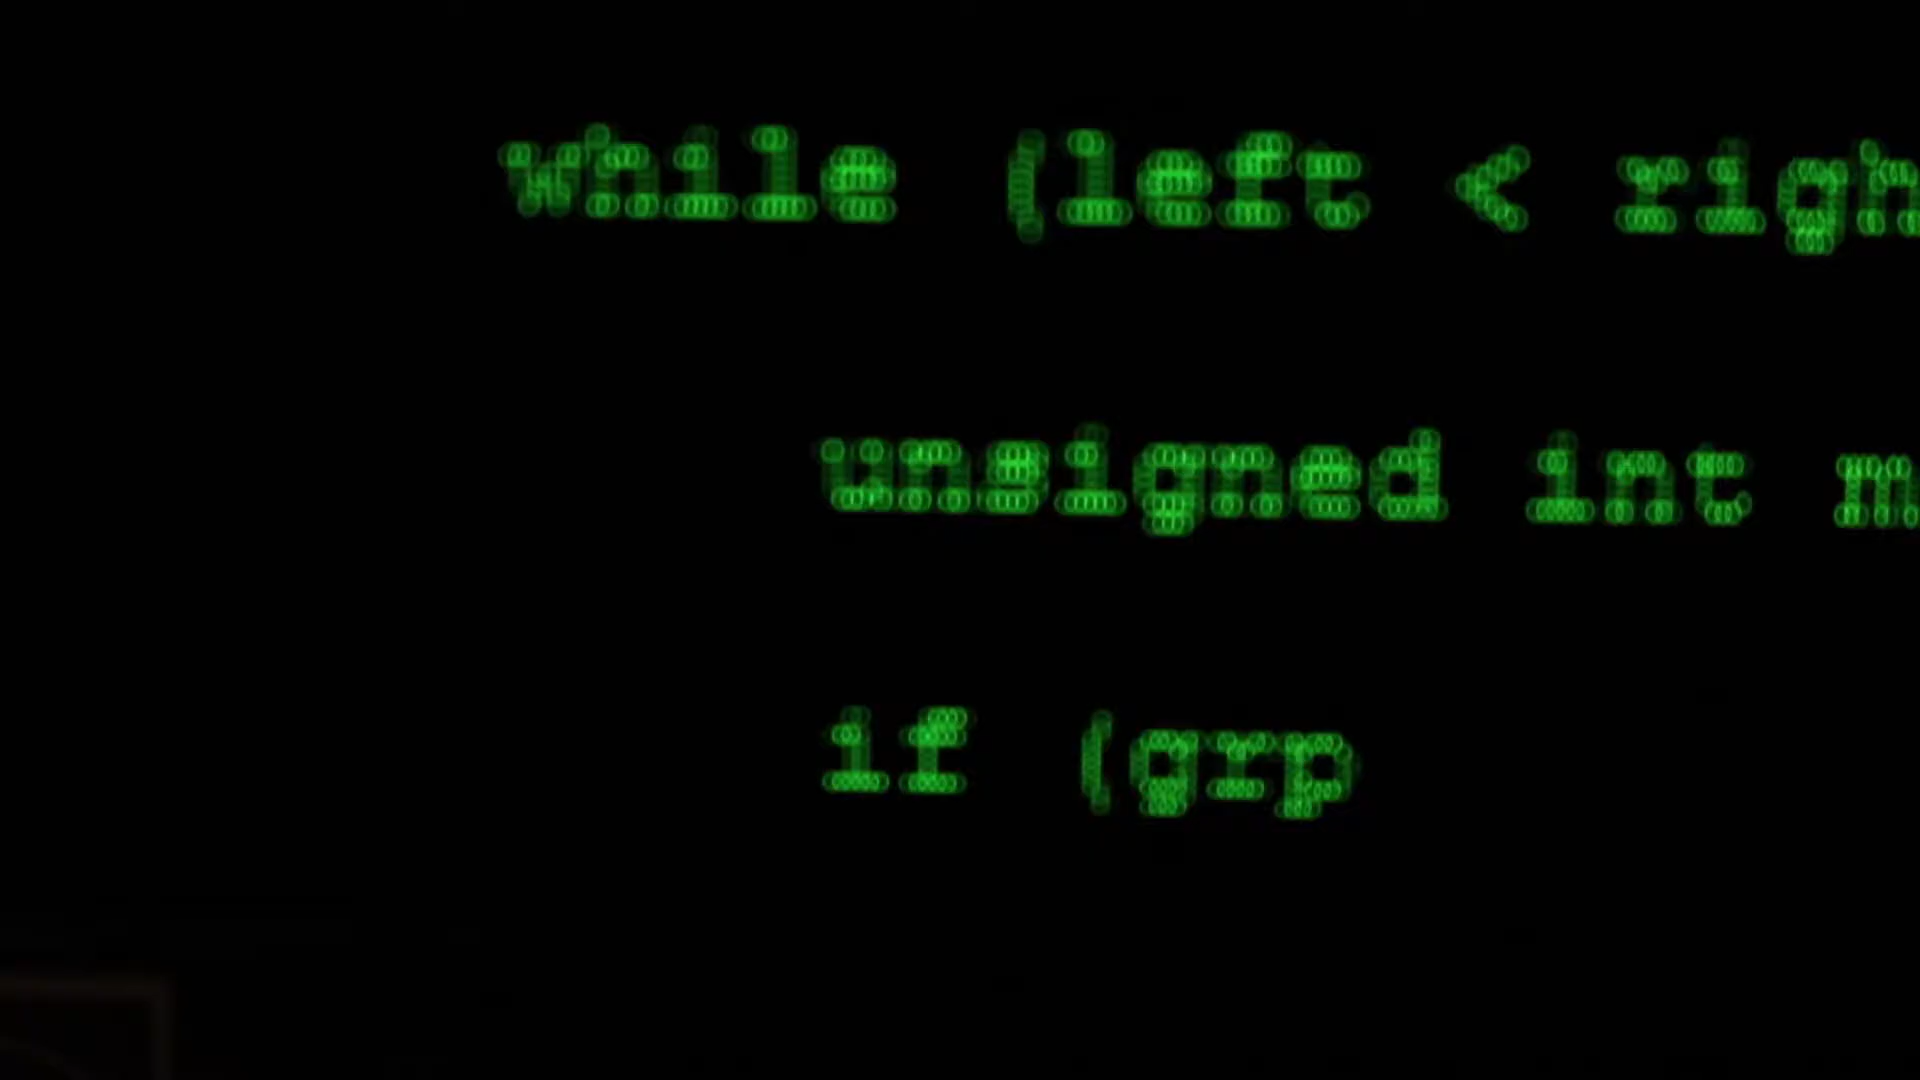 while (left < righ
unsigned int m
if (grp